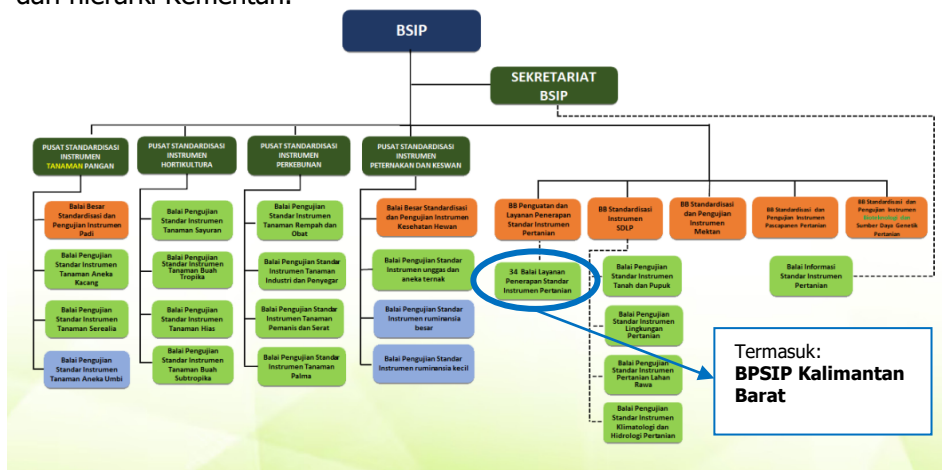 dan hierarki Kementan.
BSIP
SEKRETARIAT
BSIP
PUSAT STANDARDISASI
INSTRUMEN
TANAMAN PANGAN
PUSAT STANDARDISASI
INSTRUMEN
HORTIKULTURA
PUSAT STANDARDISASI
INSTRUMEN
PERKEBUNAN
PUSAT STANDARDISASI
INSTRUMEN
PETERNAKAN DAN KESWAN
Balai Besar
Standardisasi dan
Pengujian Instrumen
Padi
Balai Pengujian
Standar Instrumen
Tanaman Aneka
Kacang
Balai Pengujian
Standar Instrumen
Tanaman Serealia
Balai Pengujian
Standar Instrumen
Tanaman Aneka Umbi
Balai Pengujian
Standar Instrumen
Tanaman Sayuran
Balai Pengujian
Standar Instrumen
Tanaman Buah
Tropika
Balai Pengujian
Standar Instrumen
Tanaman Hias
Balai Pengujian
Standar Instrumen
Tanaman Buah
Subtropika
Balai Pengujian
Standar Instrumen
Tanaman Rempah dan
Obat
Balai Pengujian Standar
Instrumen Tanaman
Industri dan Penyegar
Balai Pengujian Standar
Instrumen Tanaman
Pemanis dan Serat
Balai Pengujian Standar
Instrumen Tanaman
Palma
Balai Besar Standardisasi
dan Pengujian Instrumen
Kesehatan Hewan
Balai Pengujian Standar
Instrumen unggas dan
aneka ternak
Balai Pengujian Standar
Instrumen ruminansia
besar
Balai Pengujian Standar
Instrumen ruminansia kecil
BB Penguatan dan
Layanan Penerapan
Standar Instrumen
Pertanian
34 Balai Layanan
Penerapan Standar
Instrumen Pertanian
BB Standardisasi
Instrumen
SDLP
Balai Pengujian
Standar Instrumen
Tanah dan Pupuk
Balai Pengujian
Standar Instrumen
Lingkungan
Pertanian
Balai Pengujian
Standar Instrumen
Pertanian Lahan
Rawa
Balai Pengujian
Standar Instrumen
Klimatologi dan
Hidrologi Pertanian
BB Standardisasi
dan Pengujian
Instrumen
Mektan
BB Standardisasi dan
Pengujian Instrumen
Pascapanen Pertanian
BB Standardisasi dan
Pengujian Instrumen
Bioteknologi dan
Sumber Daya Genetik
Pertanian
Balai Informasi
Standar Instrumen
Pertanian
Termasuk:
BPSIP Kalimantan
Barat